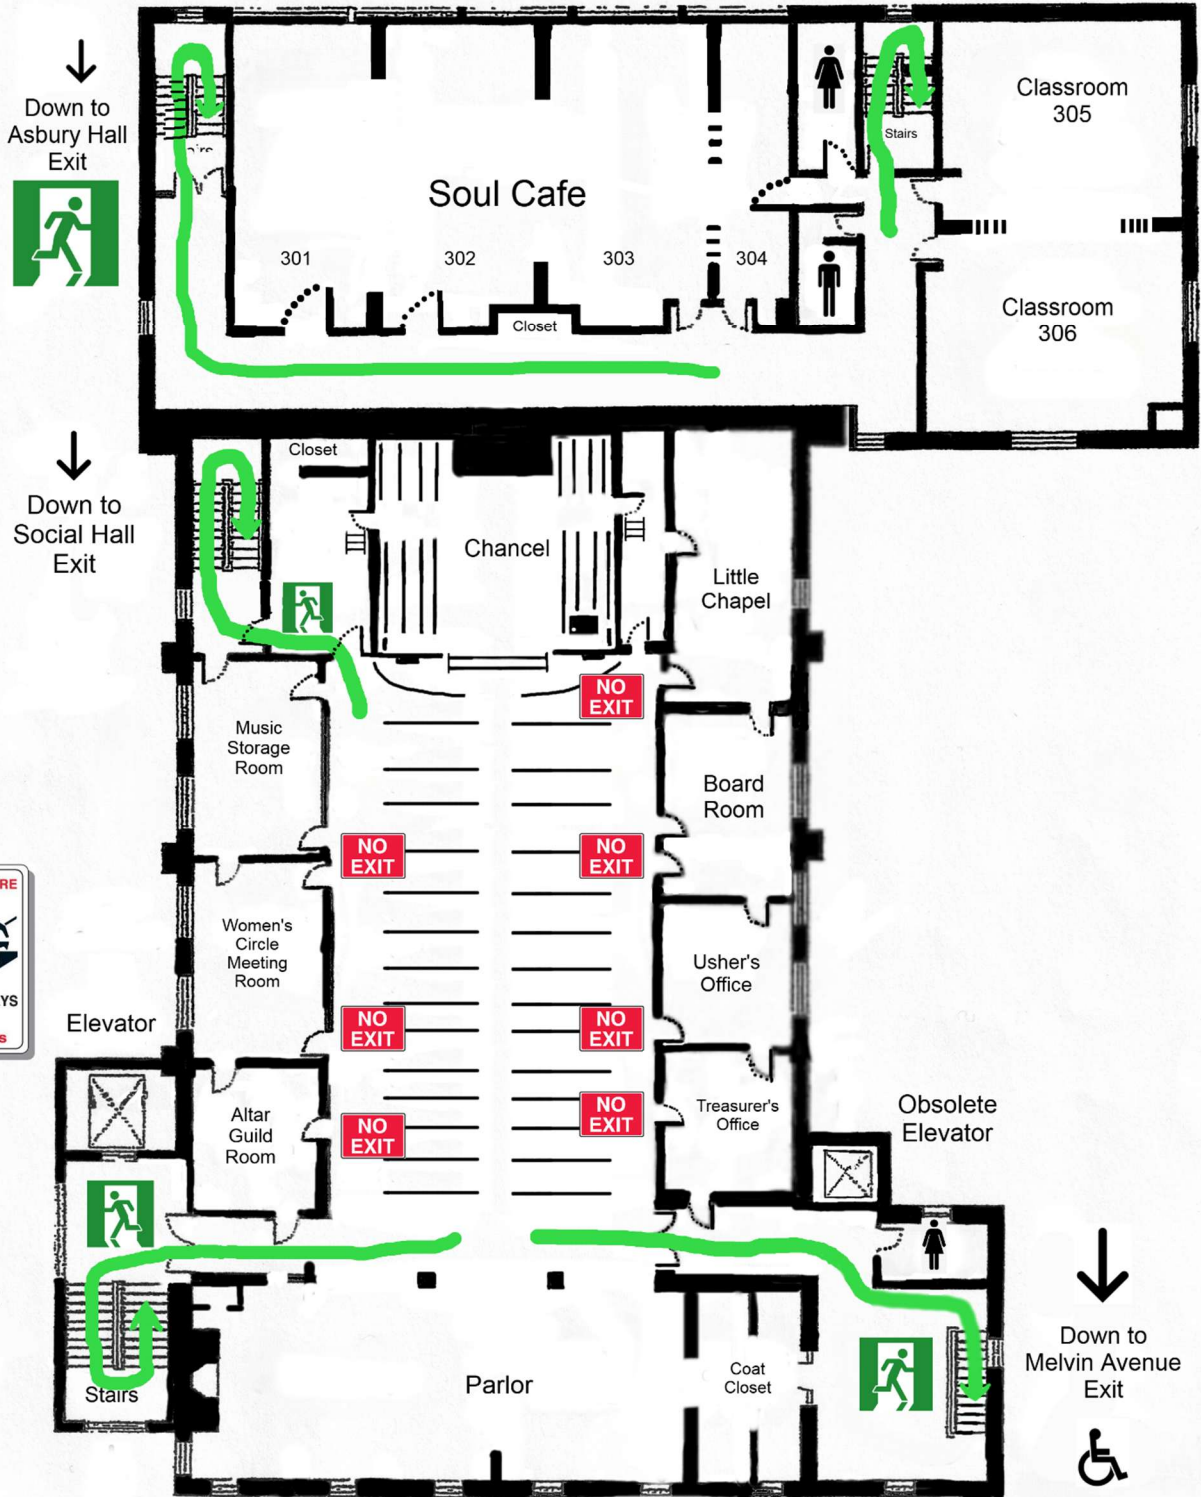 Down to
Asbury Hall
Exit
Soul Cafe
301
302
303
304
Closet
Stairs
Classroom
305
Classroom
306
Down to
Social Hall
Exit
Closet
Chancel
Little
Chapel
NO
EXIT
Music
Storage
Room
Board
Room
NO
EXIT
NO
EXIT
RE
YS
S
Women's
Circle
Meeting
Room
Usher's
Office
Elevator
NO
EXIT
NO
EXIT
Altar
Guild
Room
NO
EXIT
NO
EXIT
Treasurer's
Office
Obsolete
Elevator
Stairs
Parlor
Coat
Closet
Down to
Melvin Avenue
Exit